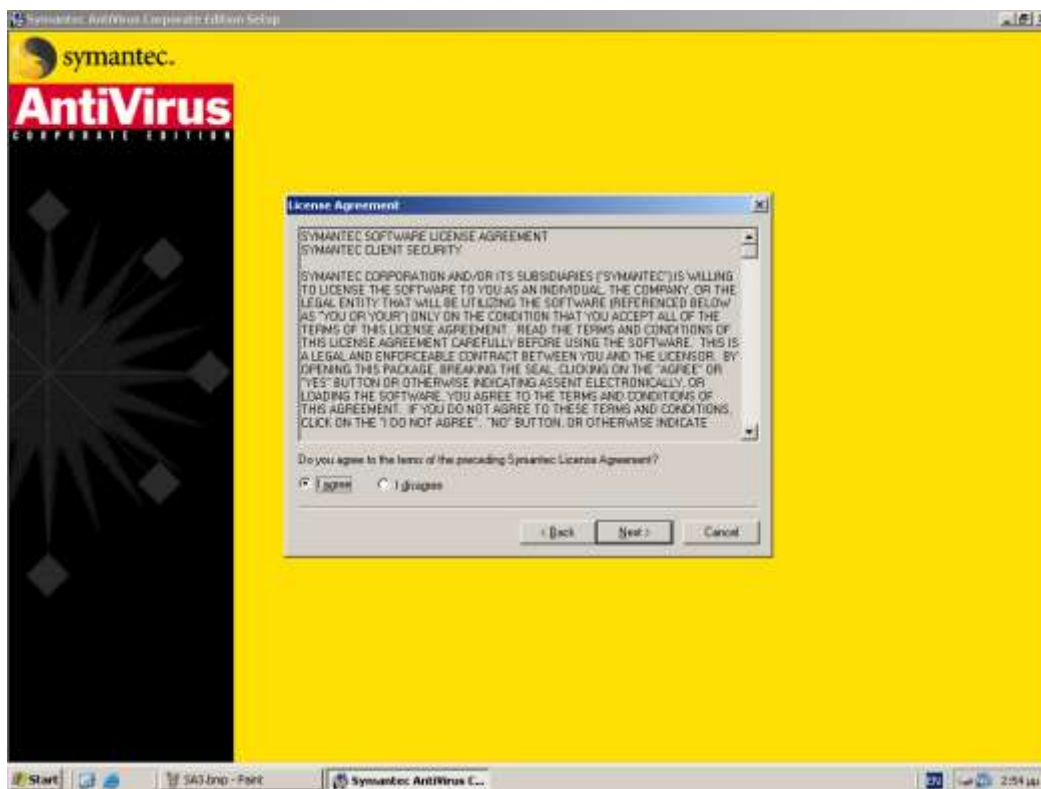 Symantec AntiVirus Corporate Edition Setup
symantec.
AntiVirus
CORPORATE EDITION
License Agreement
SYMANTEC SOFTWARE LICENSE AGREEMENT
SYMANTEC CLIENT SECURITY
SYMANTEC CORPORATION AND/OR ITS SUBSIDIARIES ("SYMANTEC") IS WILLING
TO LICENSE THE SOFTWARE TO YOU AS AN INDIVIDUAL, THE COMPANY, OR THE
LEGAL ENTITY THAT WILL BE UTILIZING THE SOFTWARE (REFERENCED BELOW
AS "YOU OR YOUR") ONLY ON THE CONDITION THAT YOU ACCEPT ALL OF THE
TERMS OF THIS LICENSE AGREEMENT. READ THE TERMS AND CONDITIONS OF
THIS LICENSE AGREEMENT CAREFULLY BEFORE USING THE SOFTWARE. THIS IS
A LEGAL AND ENFORCEABLE CONTRACT BETWEEN YOU AND THE LICENSOR. BY
OPENING THIS PACKAGE, BREAKING THE SEAL, CLICKING ON THE "AGREE" OR
"YES" BUTTON OR OTHERWISE INDICATING ASSENT ELECTRONICALLY, OR
LOADING THE SOFTWARE, YOU AGREE TO THE TERMS AND CONDITIONS OF
THIS AGREEMENT. IF YOU DO NOT AGREE TO THESE TERMS AND CONDITIONS,
CLICK ON THE "I DO NOT AGREE", "NO" BUTTON, OR OTHERWISE INDICATE
Do you agree to the terms of the preceding Symantec License Agreement?
I agree I disagree
< Back Next > Cancel
Start SA3.bmp - Paint Symantec AntiVirus C... EN 2:54 μμ